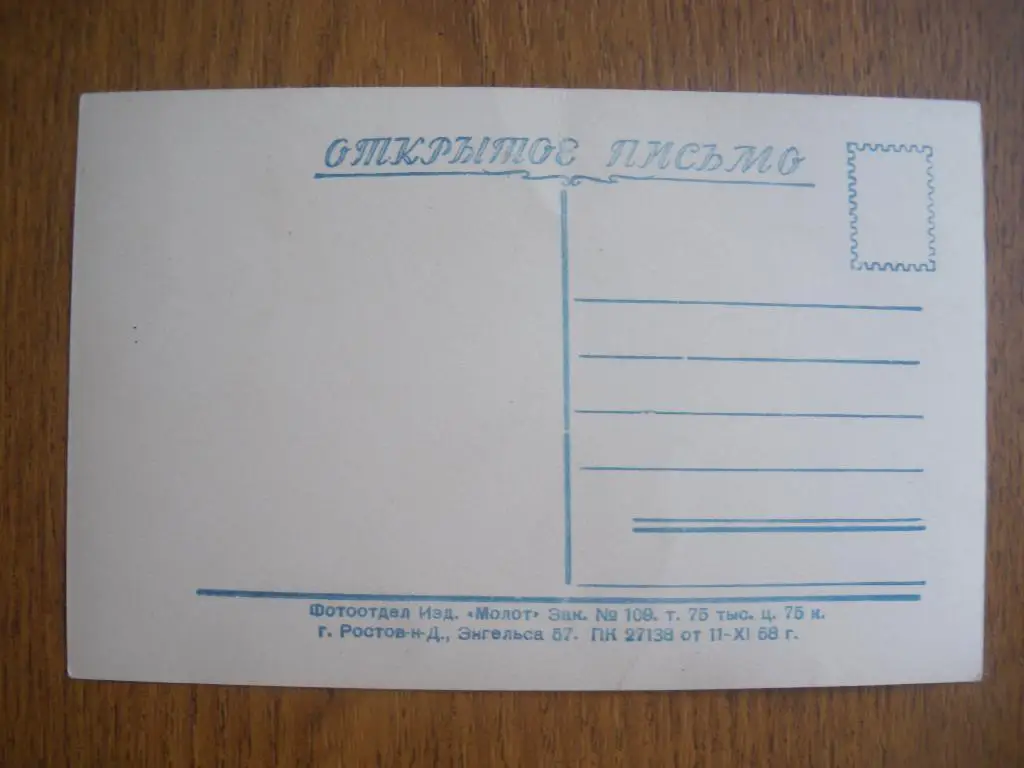 ОТКРЫТОЕ ПИСЬМО
Фотоотдел Изд. «Молот» Зак. № 109. т. 75 тыс. ц. 75 к.
г. Ростов-н-Д., Энгельса 57. ПК 27138 от 11-XI 58 г.